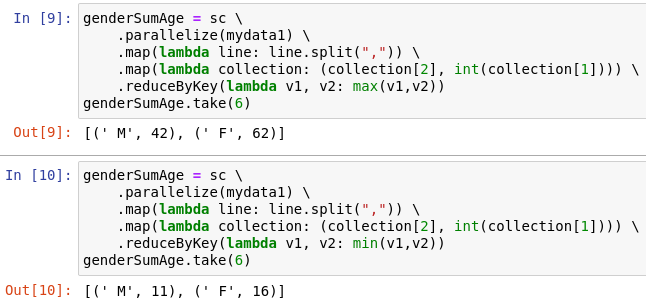 In [9]: genderSumAge = sc \
.parallelize(mydata1) \
.map(lambda line: line.split(",")) \
.map(lambda collection: (collection[2], int(collection[1]))) \
.reduceByKey(lambda v1, v2: max(v1,v2))
genderSumAge.take(6)
Out[9]: [(' M', 42), (' F', 62)]
In [10]: genderSumAge = sc \
.parallelize(mydata1) \
.map(lambda line: line.split(",")) \
.map(lambda collection: (collection[2], int(collection[1]))) \
.reduceByKey(lambda v1, v2: min(v1,v2))
genderSumAge.take(6)
Out[10]: [(' M', 11), (' F', 16)]